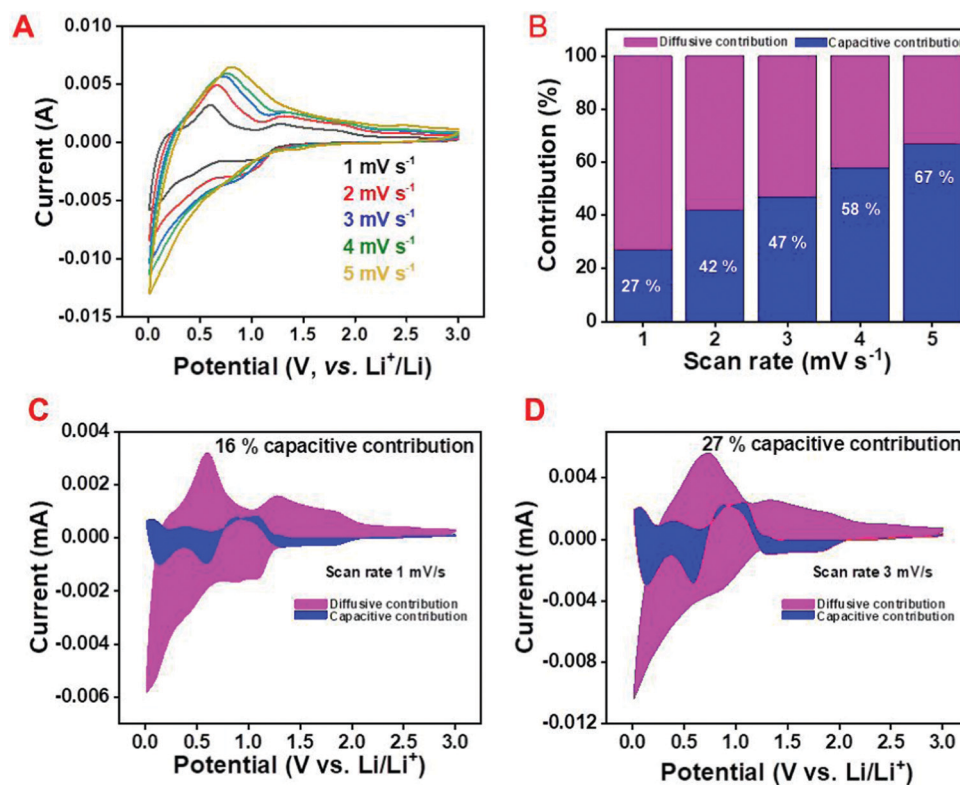 A
0.010
0.005
0.000
-0.005
-0.010
-0.015
Current (A)
1 mV s⁻¹
2 mV s⁻¹
3 mV s⁻¹
4 mV s⁻¹
5 mV s⁻¹
0.0 0.5 1.0 1.5 2.0 2.5 3.0
Potential (V, vs. Li⁺/Li)
B
Diffusive contribution Capacitive contribution
100
80
60
40
20
0
Contribution (%)
27 %
42 %
47 %
58 %
67 %
1 2 3 4 5
Scan rate (mV s⁻¹)
C
16 % capacitive contribution
0.004
0.002
0.000
-0.002
-0.004
-0.006
Current (mA)
Scan rate 1 mV/s
Diffusive contribution
Capacitive contribution
0.0 0.5 1.0 1.5 2.0 2.5 3.0
Potential (V vs. Li/Li⁺)
D
27 % capacitive contribution
0.004
0.000
-0.004
-0.008
-0.012
Current (mA)
Scan rate 3 mV/s
Diffusive contribution
Capacitive contribution
0.0 0.5 1.0 1.5 2.0 2.5 3.0
Potential (V vs. Li/Li⁺)